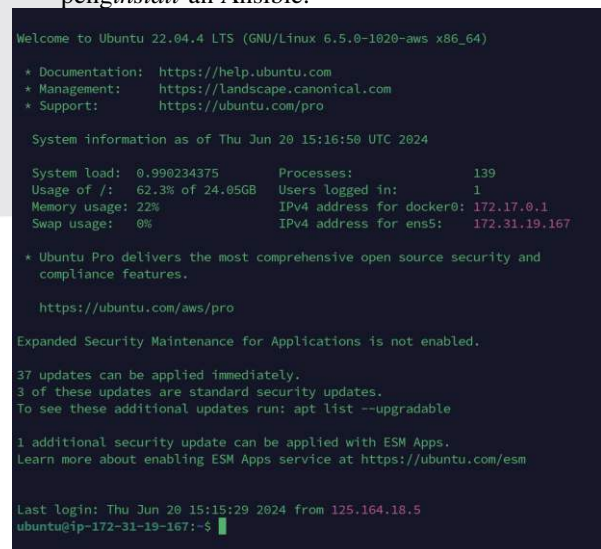 penginstall-an Ansible.
Welcome to Ubuntu 22.04.4 LTS (GNU/Linux 6.5.0-1020-aws x86_64)
* Documentation: https://help.ubuntu.com
* Management: https://landscape.canonical.com
* Support: https://ubuntu.com/pro
System information as of Thu Jun 20 15:16:50 UTC 2024
System load: 0.990234375 Processes: 139
Usage of /: 62.3% of 24.05GB Users logged in: 1
Memory usage: 22% IPv4 address for docker0: 172.17.0.1
Swap usage: 0% IPv4 address for ens5: 172.31.19.167
* Ubuntu Pro delivers the most comprehensive open source security and
compliance features.
https://ubuntu.com/aws/pro
Expanded Security Maintenance for Applications is not enabled.
37 updates can be applied immediately.
3 of these updates are standard security updates.
To see these additional updates run: apt list --upgradable
1 additional security update can be applied with ESM Apps.
Learn more about enabling ESM Apps service at https://ubuntu.com/esm
Last login: Thu Jun 20 15:15:29 2024 from 125.164.18.5
ubuntu@ip-172-31-19-167:~$